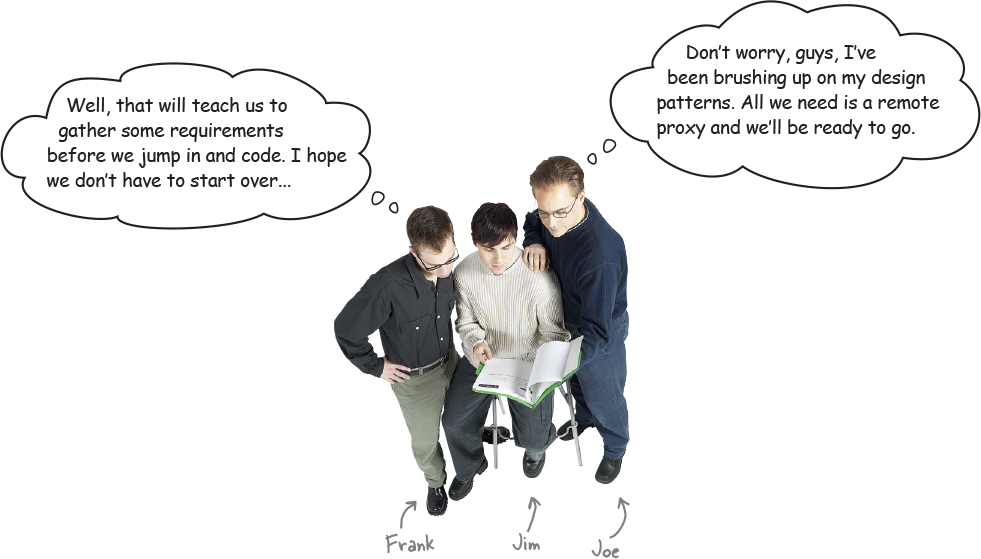 Well, that will teach us to
gather some requirements
before we jump in and code. I hope
we don't have to start over...
Don't worry, guys, I've
been brushing up on my design
patterns. All we need is a remote
proxy and we'll be ready to go.
Frank
Jim
Joe